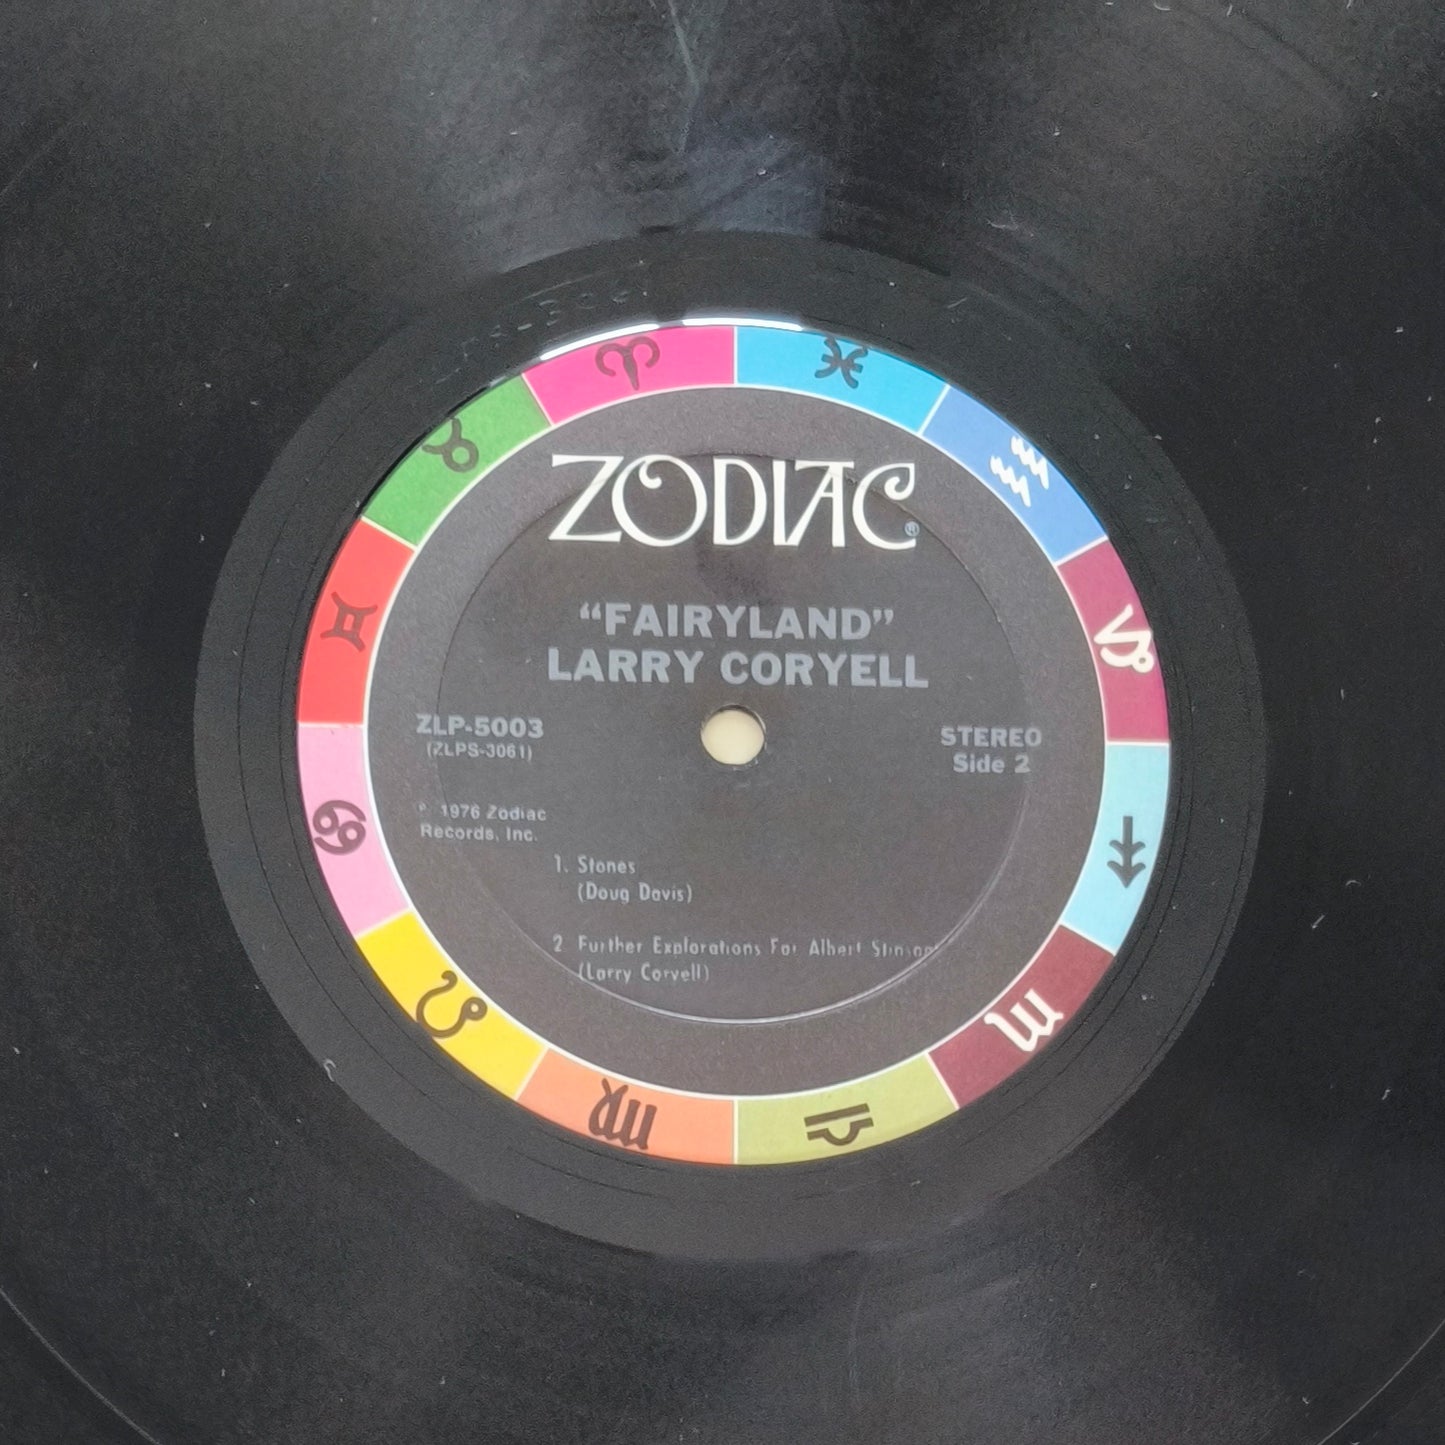 ZODIAC®
“FAIRYLAND”
LARRY CORYELL
ZLP-5003
(ZLPS-3061)
STEREO
Side 2
℗ 1976 Zodiac
Records, Inc.
1. Stones
(Doug Davis)
2 Further Explorations For Albert Stinson
(Larry Coryell)